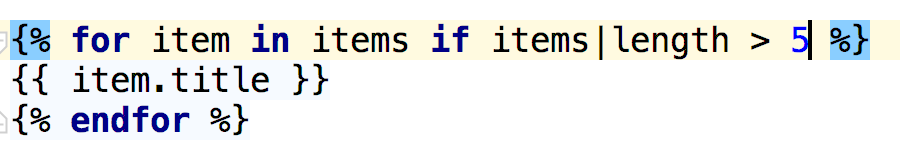 {% for item in items if items|length > 5 %}
{{ item.title }}
{% endfor %}